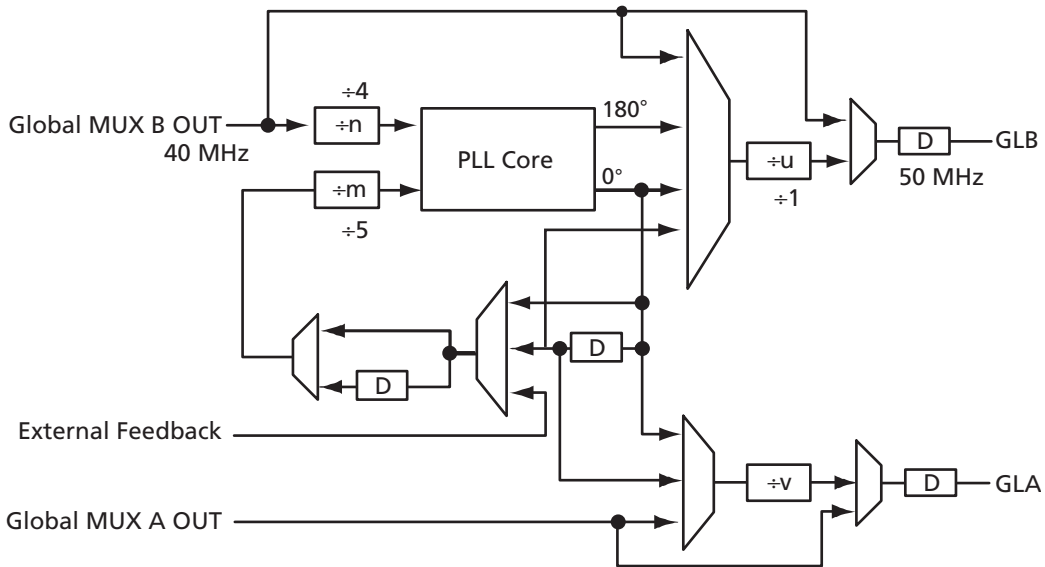 ÷4
Global MUX B OUT
40 MHz
÷n
PLL Core
180°
0°
÷m
÷5
÷u
÷1
D
GLB
50 MHz
D
D
External Feedback
÷v
D
GLA
Global MUX A OUT